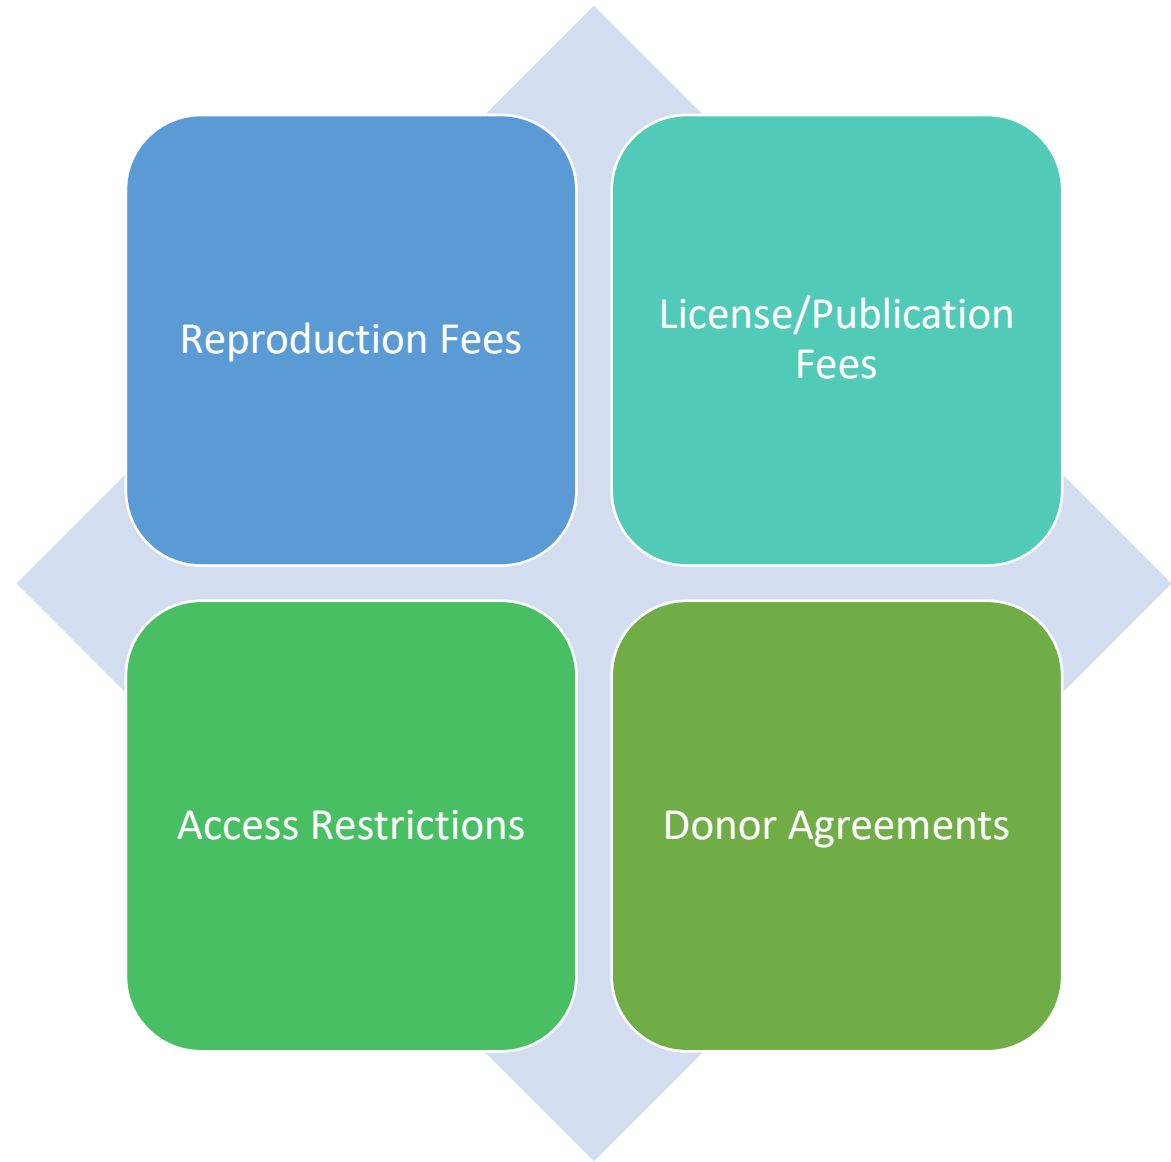 Reproduction Fees
License/Publication
Fees
Access Restrictions
Donor Agreements